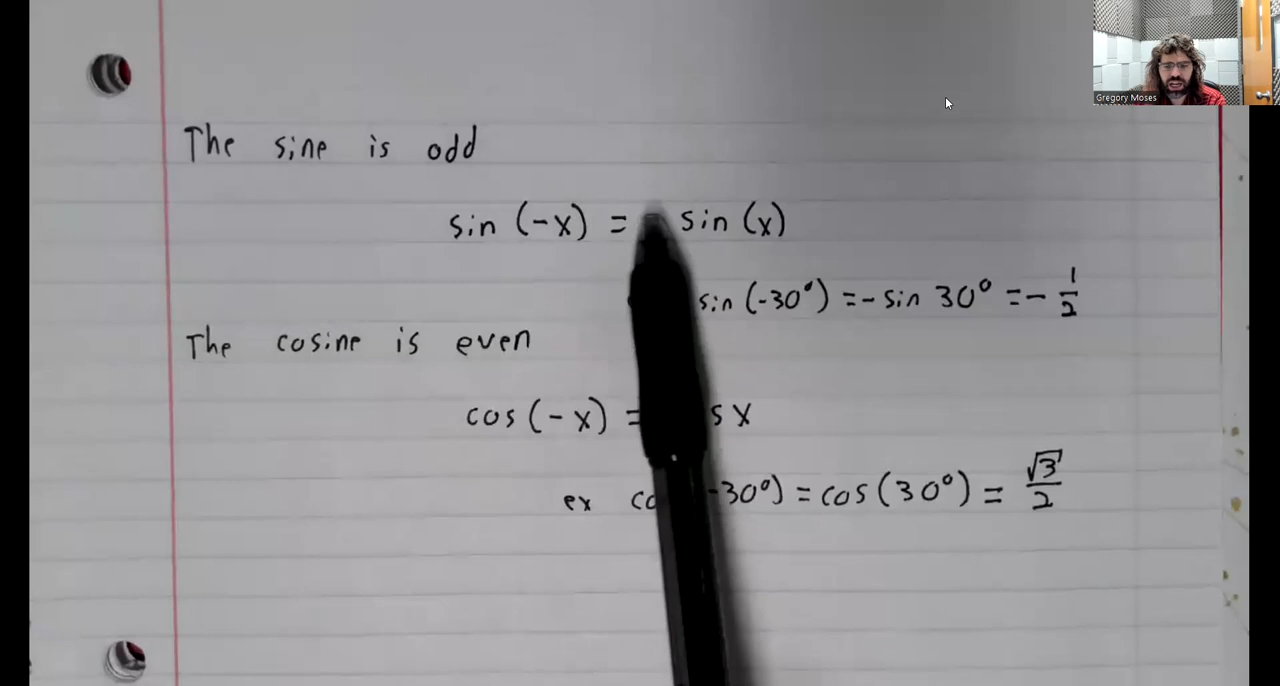 Gregory Moses
The sine is odd
sin (-x) = sin (x)
sin (-30°) = - sin 30° = - 1/2
The cosine is even
cos (-x) = x
ex -30°) = cos (30°) = √3/2